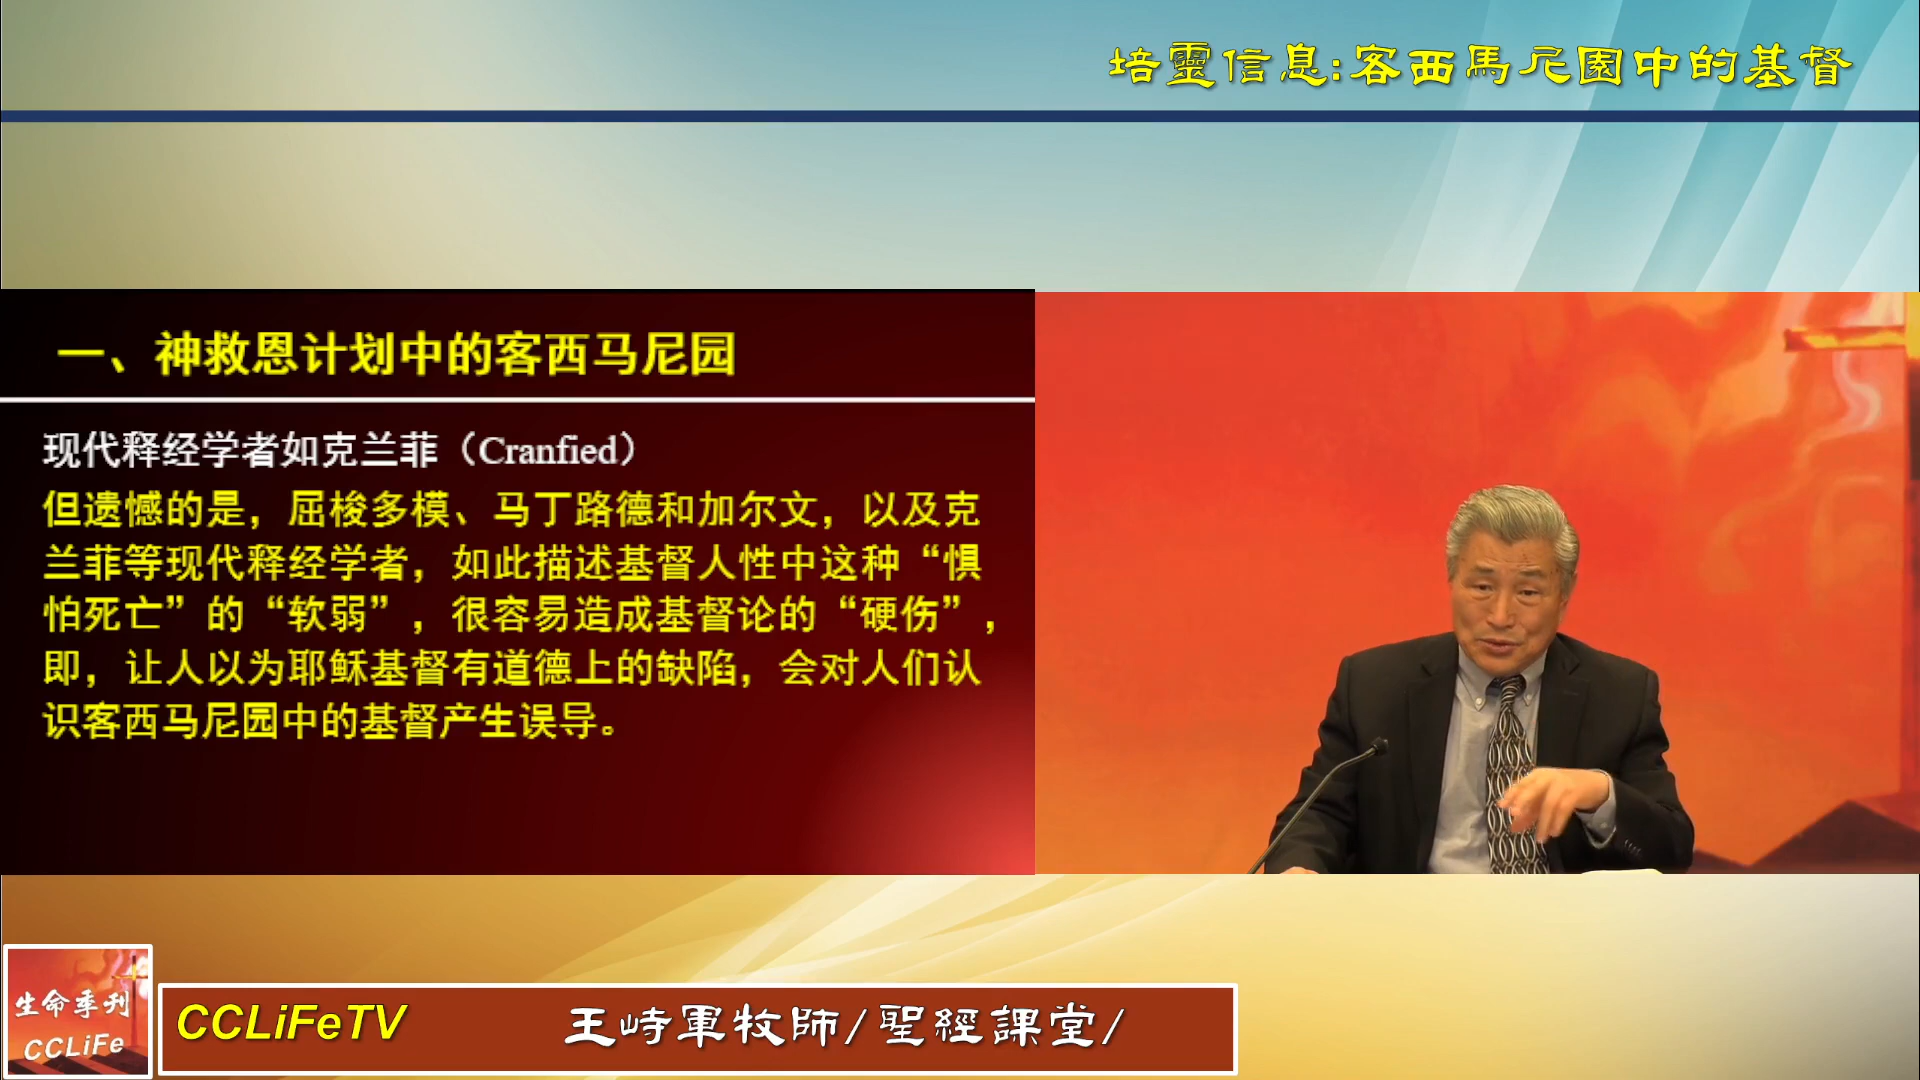 培靈信息:客西馬尼園中的基督
一、神救恩计划中的客西马尼园
现代释经学者如克兰菲（Cranfied）
但遗憾的是，屈梭多模、马丁路德和加尔文，以及克
兰菲等现代释经学者，如此描述基督人性中这种“惧
怕死亡”的“软弱”，很容易造成基督论的“硬伤”，
即，让人以为耶稣基督有道德上的缺陷，会对人们认
识客西马尼园中的基督产生误导。
生命季刊
CCLiFe
CCLiFeTV 王峙軍牧師/聖經課堂/